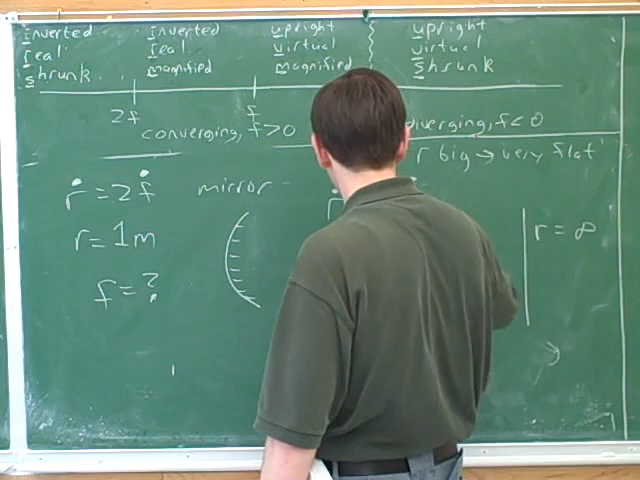 inverted inverted upright upright
real real virtual virtual
shrunk magnified magnified shrunk
2f f
converging, f>0 diverging, f<0
r big → very flat
r = 2f mirror
r = 1m r = ∞
f = ?